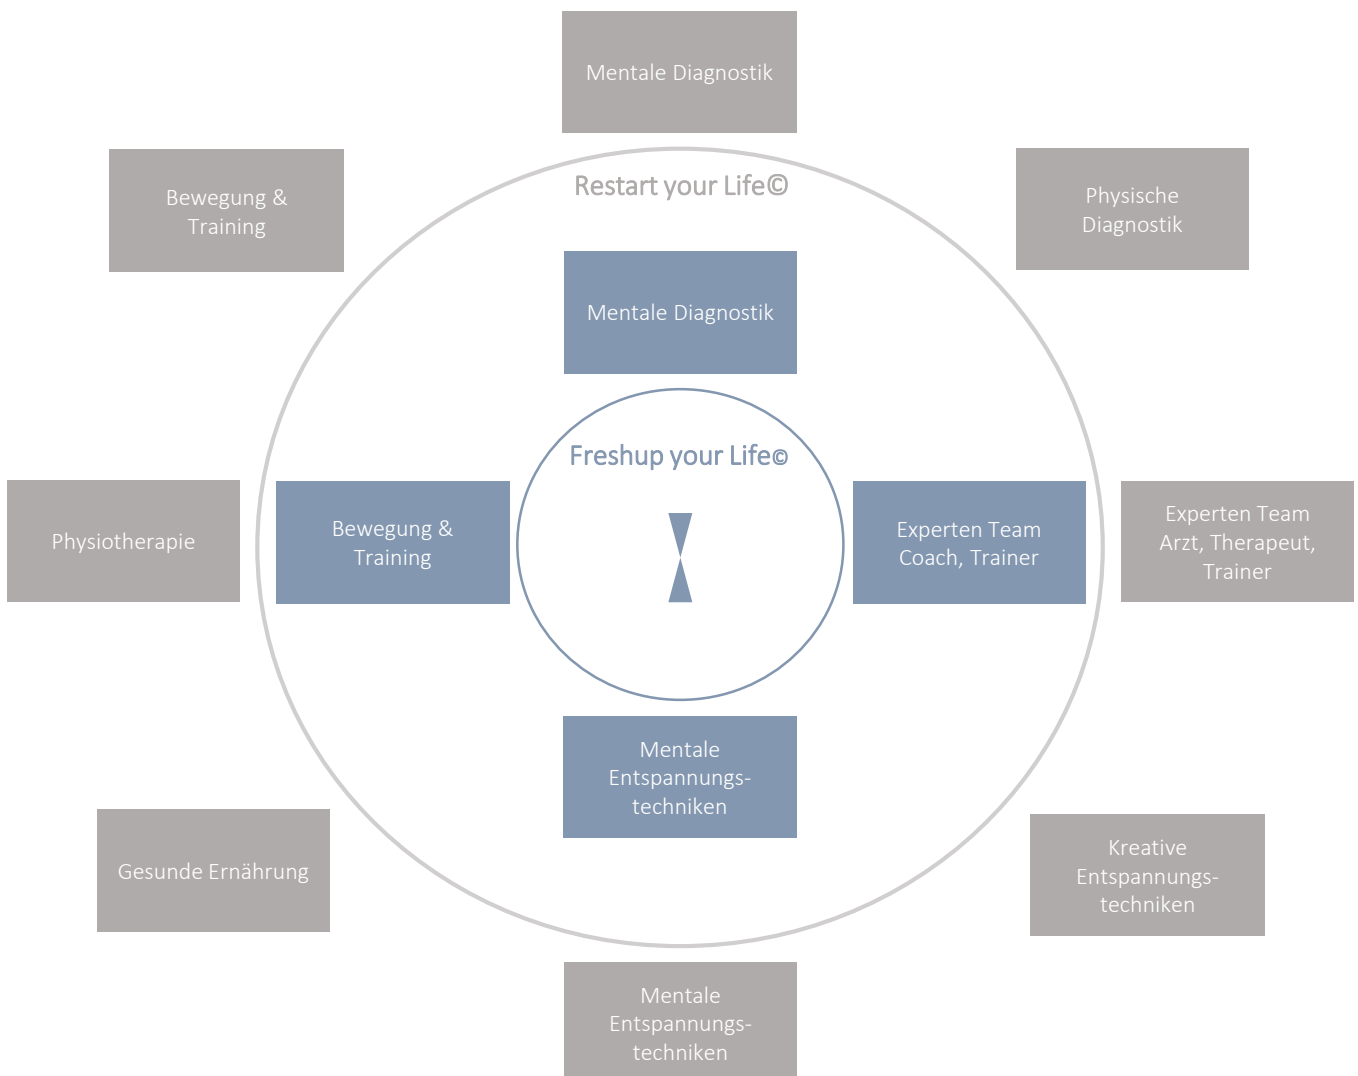 Mentale Diagnostik
Bewegung &
Training
Restart your Life©
Physische
Diagnostik
Mentale Diagnostik
Freshup your Life©
Physiotherapie
Bewegung &
Training
Experten Team
Coach, Trainer
Experten Team
Arzt, Therapeut,
Trainer
Mentale
Entspannungs-
techniken
Gesunde Ernährung
Kreative
Entspannungs-
techniken
Mentale
Entspannungs-
techniken